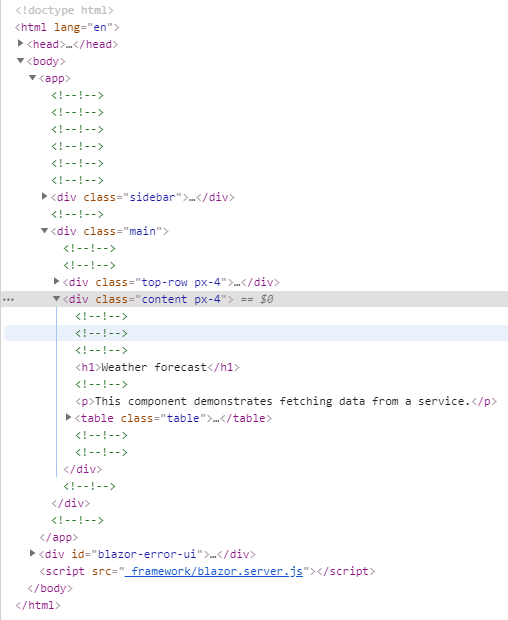 <!doctype html>
<html lang="en">
<head>…</head>
<body>
<app>
<!--!-->
<!--!-->
<!--!-->
<!--!-->
<!--!-->
<!--!-->
<div class="sidebar">…</div>
<!--!-->
<div class="main">
<!--!-->
<!--!-->
<div class="top-row px-4">…</div>
<div class="content px-4"> == $0
<!--!-->
<!--!-->
<!--!-->
<h1>Weather forecast</h1>
<!--!-->
<p>This component demonstrates fetching data from a service.</p>
<table class="table">…</table>
<!--!-->
<!--!-->
</div>
<!--!-->
</div>
<!--!-->
</app>
<div id="blazor-error-ui">…</div>
<script src="_framework/blazor.server.js"></script>
</body>
</html>